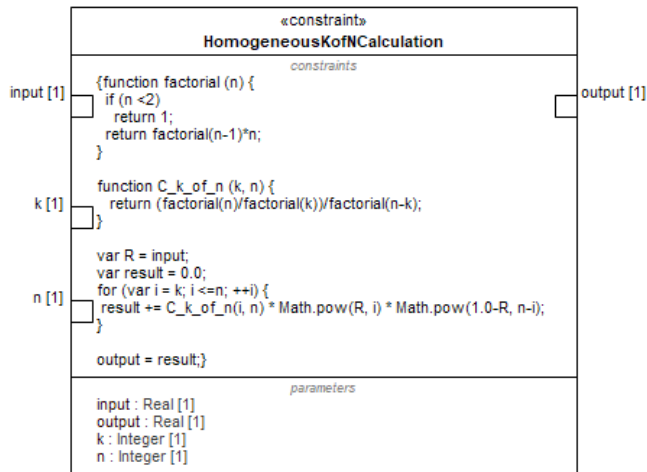 «constraint»
HomogeneousKofNCalculation
constraints
input [1]
output [1]
k [1]
n [1]
{function factorial (n) {
if (n <2)
return 1;
return factorial(n-1)*n;
}
function C_k_of_n (k, n) {
return (factorial(n)/factorial(k))/factorial(n-k);
}
var R = input;
var result = 0.0;
for (var i = k; i <=n; ++i) {
result += C_k_of_n(i, n) * Math.pow(R, i) * Math.pow(1.0-R, n-i);
}
output = result;}
parameters
input : Real [1]
output : Real [1]
k : Integer [1]
n : Integer [1]